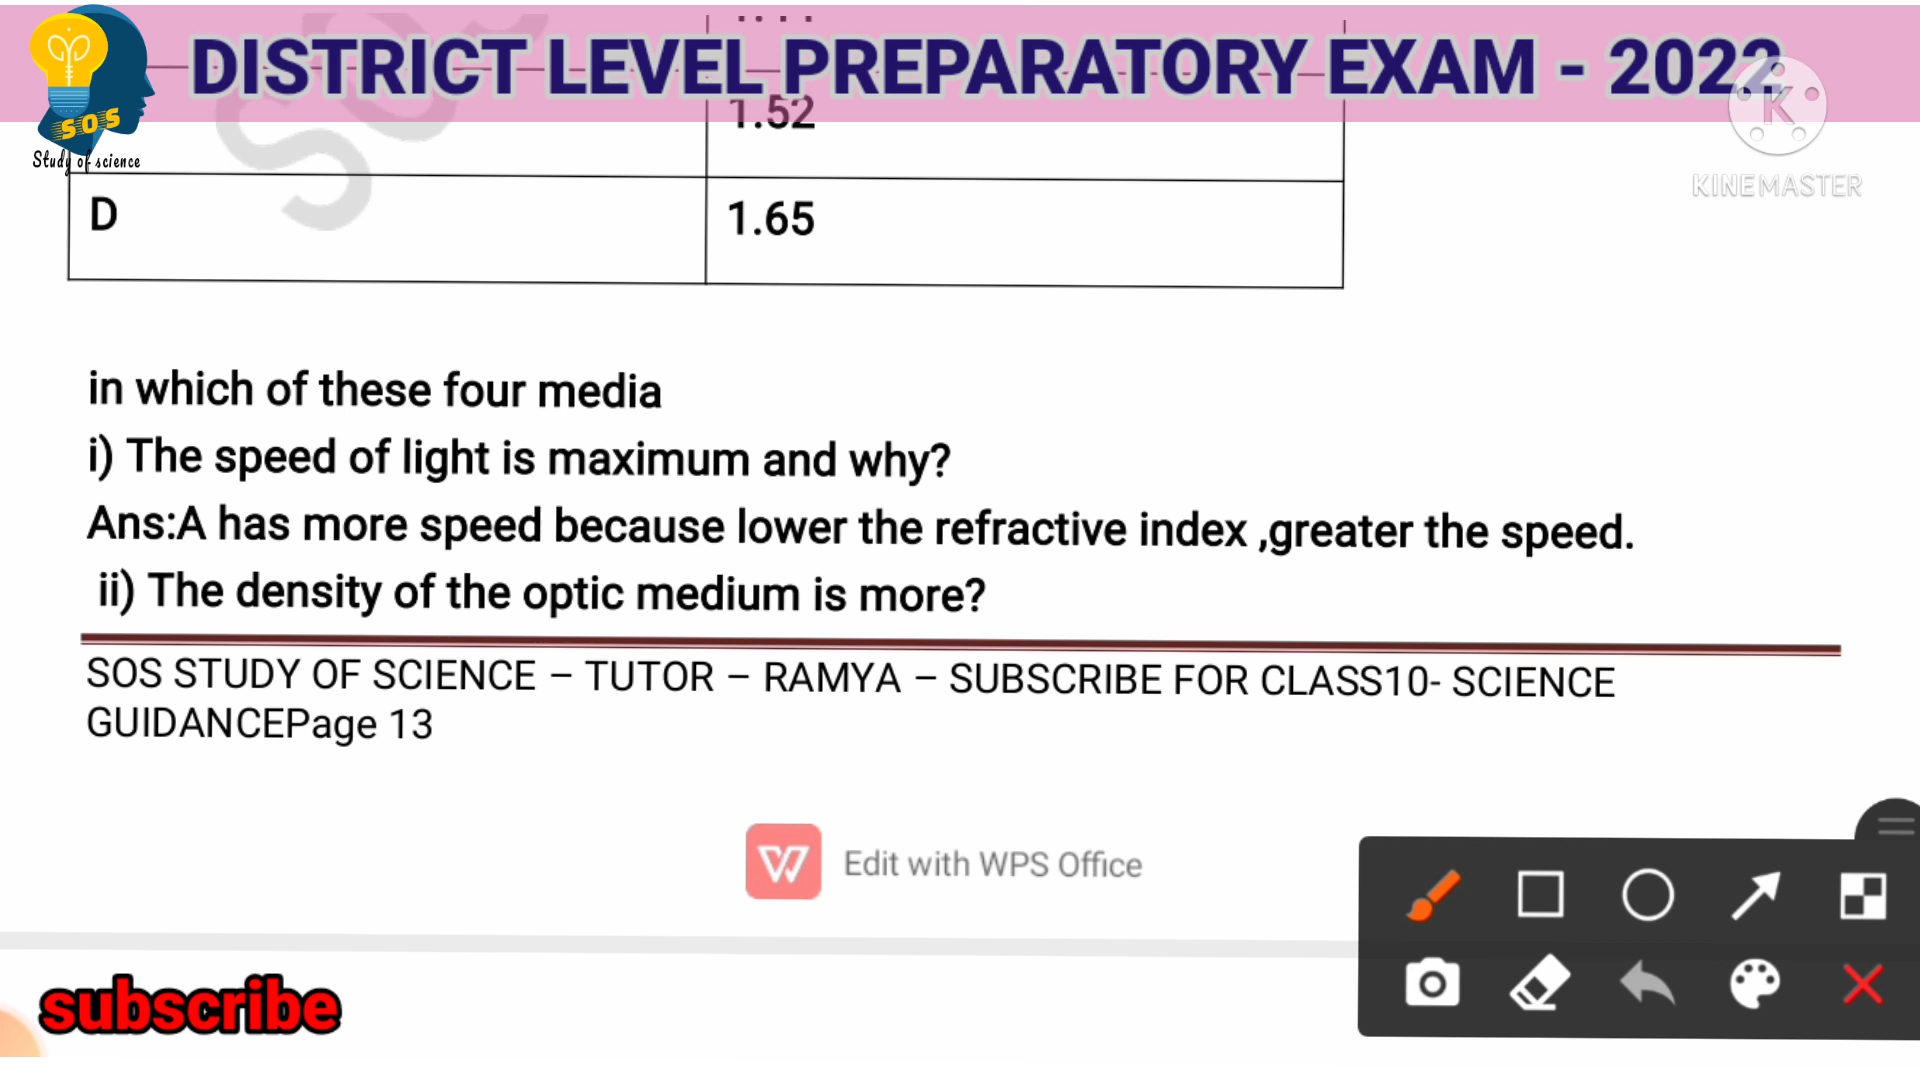 DISTRICT LEVEL PREPARATORY EXAM - 2022
SOS
Study of science
1.52
KINEMASTER
D
1.65
in which of these four media
i) The speed of light is maximum and why?
Ans:A has more speed because lower the refractive index ,greater the speed.
ii) The density of the optic medium is more?
SOS STUDY OF SCIENCE – TUTOR – RAMYA – SUBSCRIBE FOR CLASS10- SCIENCE
GUIDANCEPage 13
Edit with WPS Office
subscribe